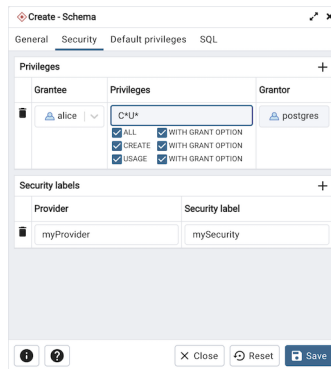 Create - Schema
General Security Default privileges SQL
Privileges
Grantee Privileges Grantor
alice C*U* postgres
ALL WITH GRANT OPTION
CREATE WITH GRANT OPTION
USAGE WITH GRANT OPTION
Security labels
Provider Security label
myProvider mySecurity
Close Reset Save